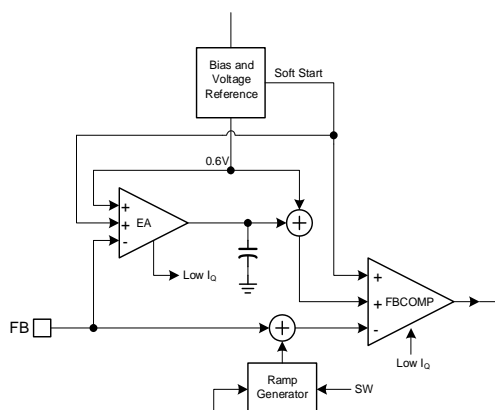 Bias and
Voltage
Reference
Soft Start
0.6V
+
+
-
EA
+
Low IQ
+
+
-
FBCOMP
FB
+
Low IQ
Ramp
Generator
SW